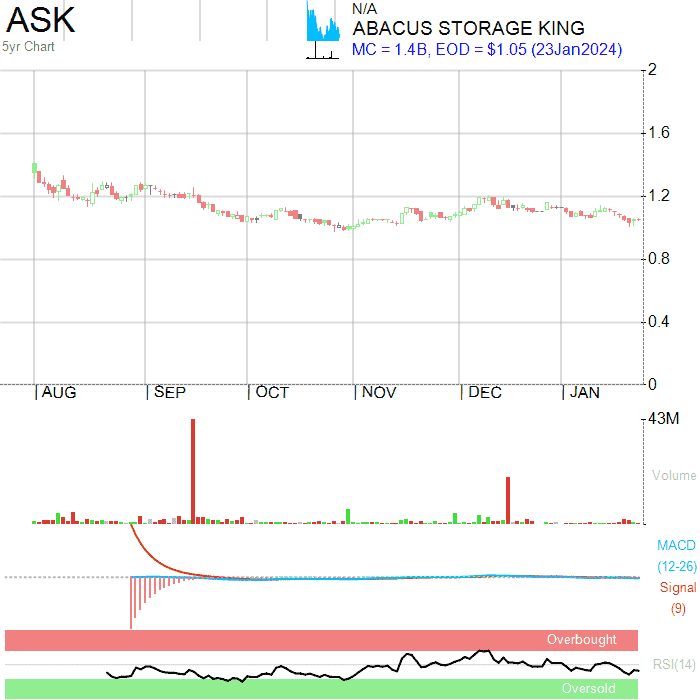 ASK
5yr Chart
N/A
ABACUS STORAGE KING
MC = 1.4B, EOD = $1.05 (23Jan2024)
2
1.6
1.2
0.8
0.4
0
|AUG |SEP |OCT |NOV |DEC |JAN
43M
Volume
MACD
(12-26)
Signal
(9)
Overbought
RSI(14)
Oversold